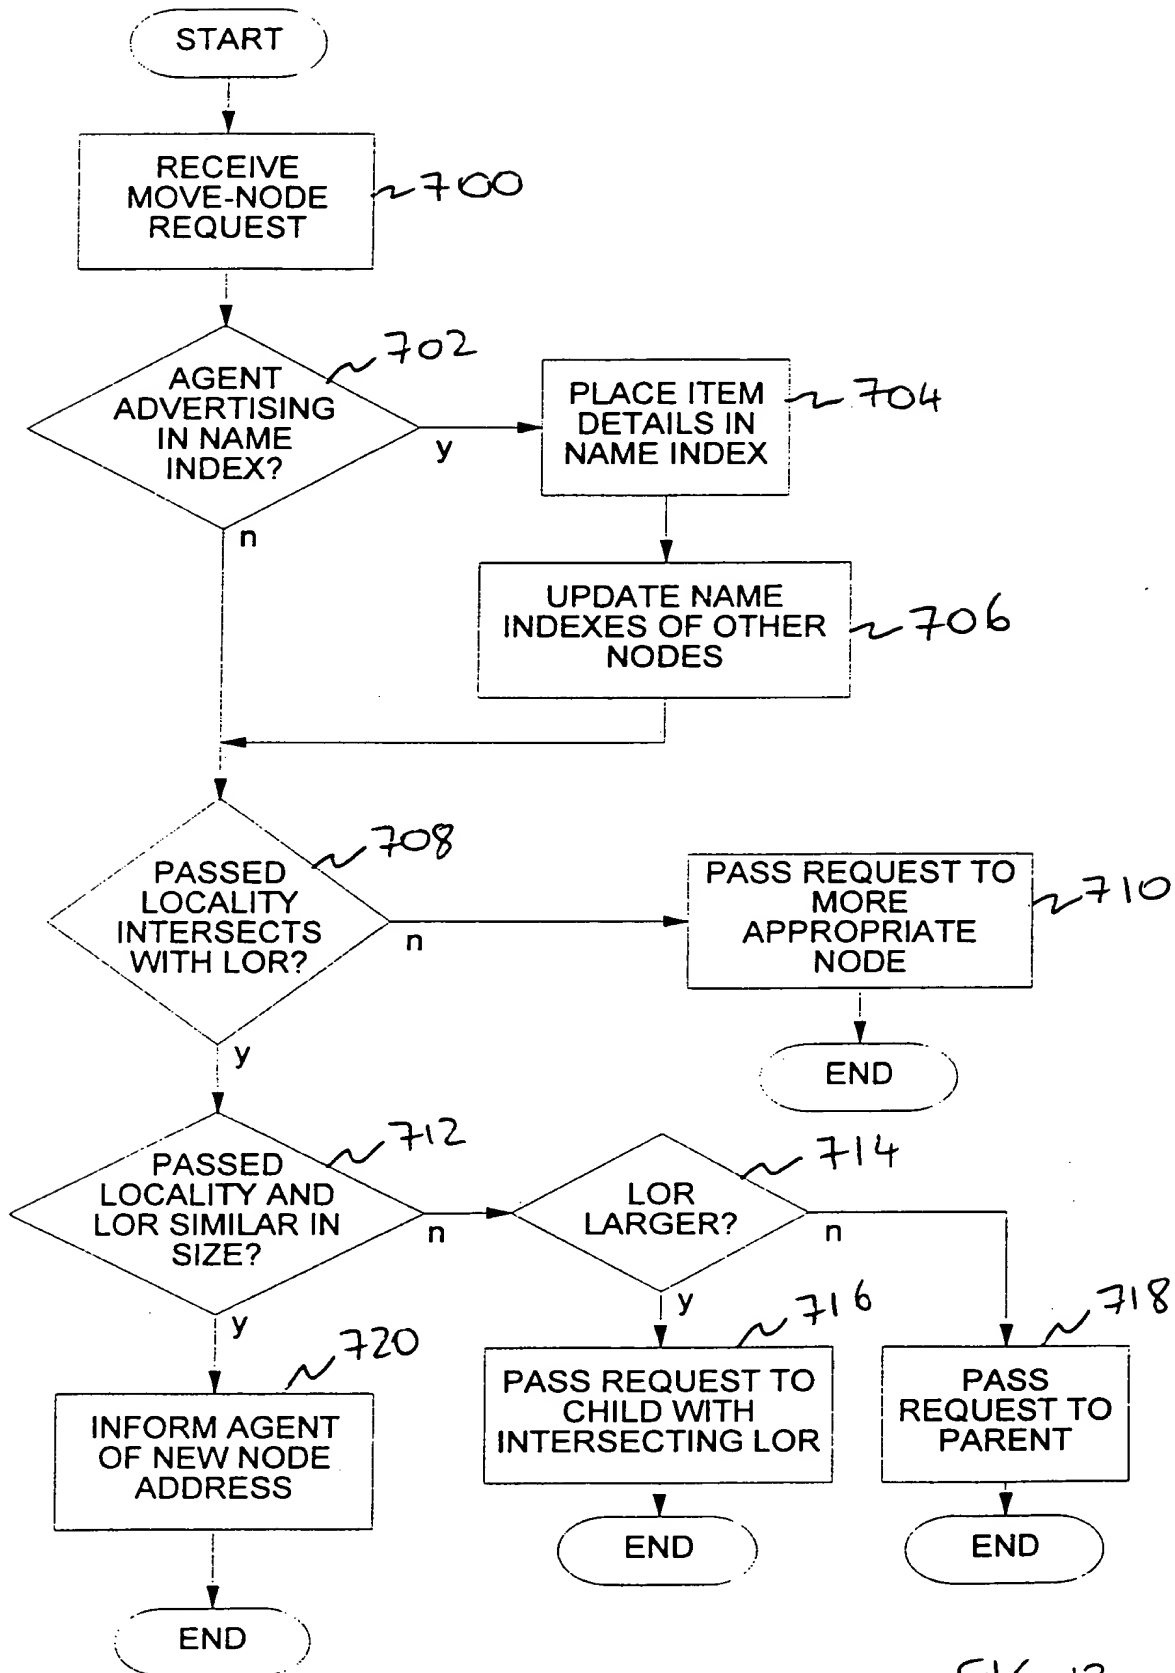 START
RECEIVE
MOVE-NODE
REQUEST
700
AGENT
ADVERTISING
IN NAME
INDEX?
702
y
n
PLACE ITEM
DETAILS IN
NAME INDEX
704
UPDATE NAME
INDEXES OF OTHER
NODES
706
PASSED
LOCALITY
INTERSECTS
WITH LOR?
708
n
y
PASS REQUEST TO
MORE
APPROPRIATE
NODE
710
END
PASSED
LOCALITY AND
LOR SIMILAR IN
SIZE?
712
n
y
LOR
LARGER?
714
n
y
INFORM AGENT
OF NEW NODE
ADDRESS
720
PASS REQUEST TO
CHILD WITH
INTERSECTING LOR
716
PASS
REQUEST TO
PARENT
718
END
END
END